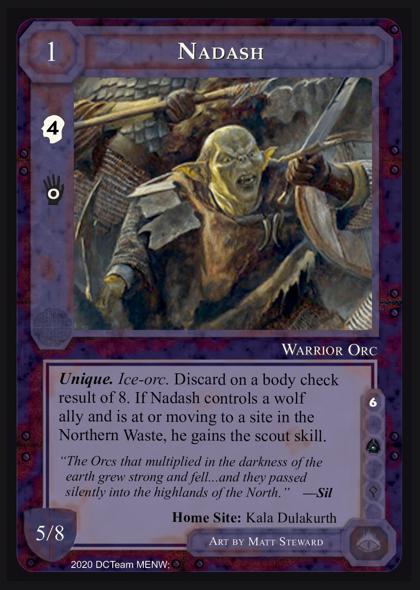 1
NADASH
4
0
WARRIOR ORC
Unique. Ice-orc. Discard on a body check
result of 8. If Nadash controls a wolf
ally and is at or moving to a site in the
Northern Waste, he gains the scout skill.
6
“The Orcs that multiplied in the darkness of the
earth grew strong and fell...and they passed
silently into the highlands of the North.” —Sil
Home Site: Kala Dulakurth
5/8
ART BY MATT STEWARD
2020 DCTeam MENW;